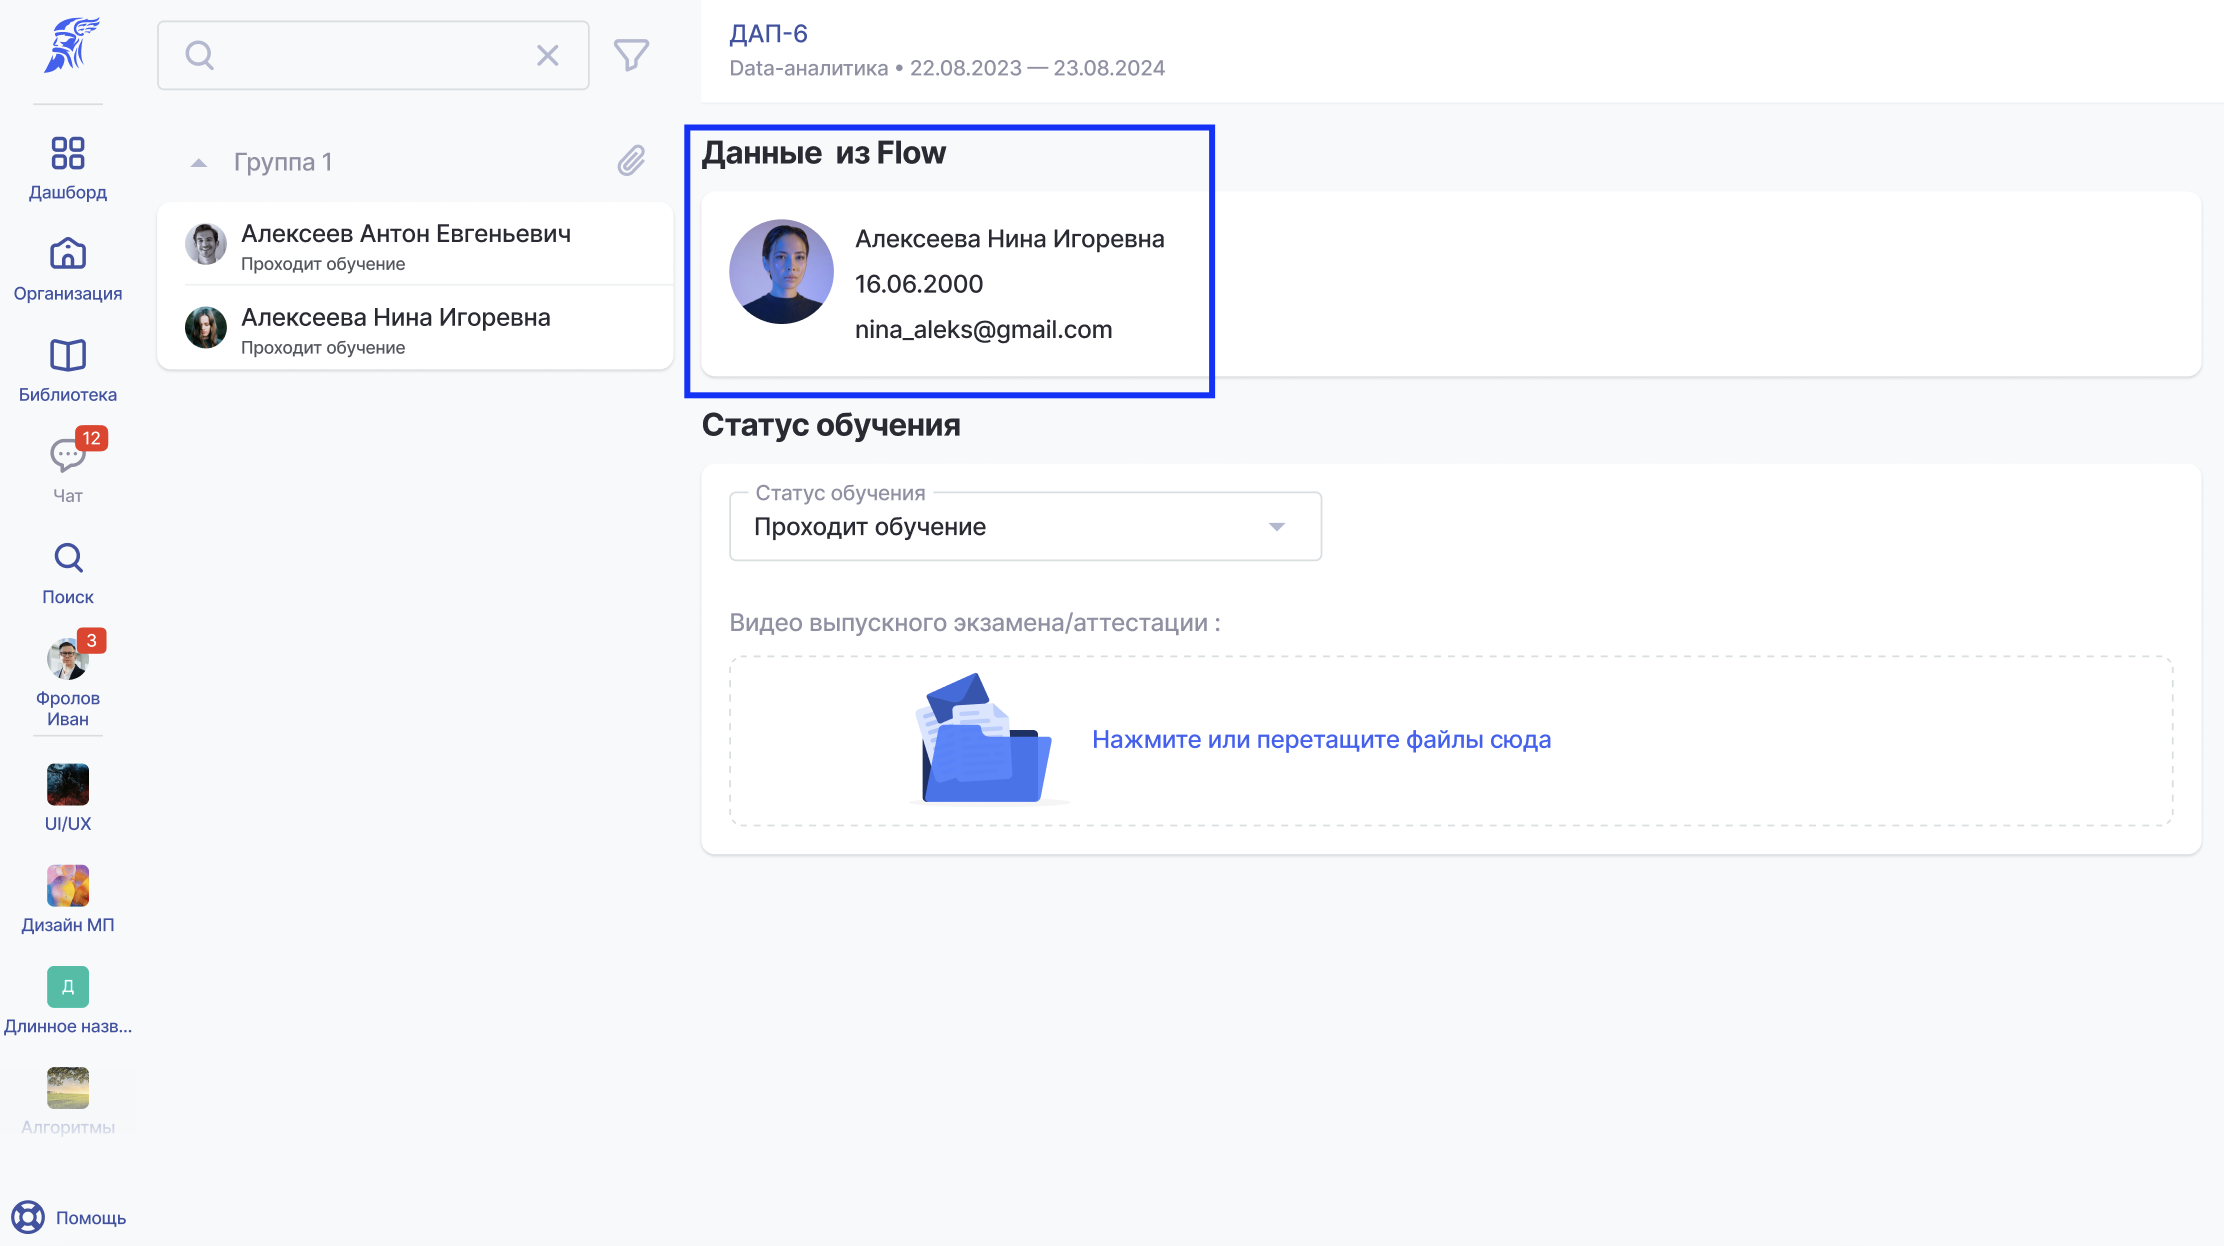 Дашборд
Организация
Библиотека
12
Чат
Поиск
3
Фролов
Иван
UI/UX
Дизайн МП
Д
Длинное назв...
Алгоритмы
Помощь
Группа 1
Алексеев Антон Евгеньевич
Проходит обучение
Алексеева Нина Игоревна
Проходит обучение
ДАП-6
Data-аналитика • 22.08.2023 — 23.08.2024
Данные из Flow
Алексеева Нина Игоревна
16.06.2000
nina_aleks@gmail.com
Статус обучения
Статус обучения
Проходит обучение
Видео выпускного экзамена/аттестации :
Нажмите или перетащите файлы сюда